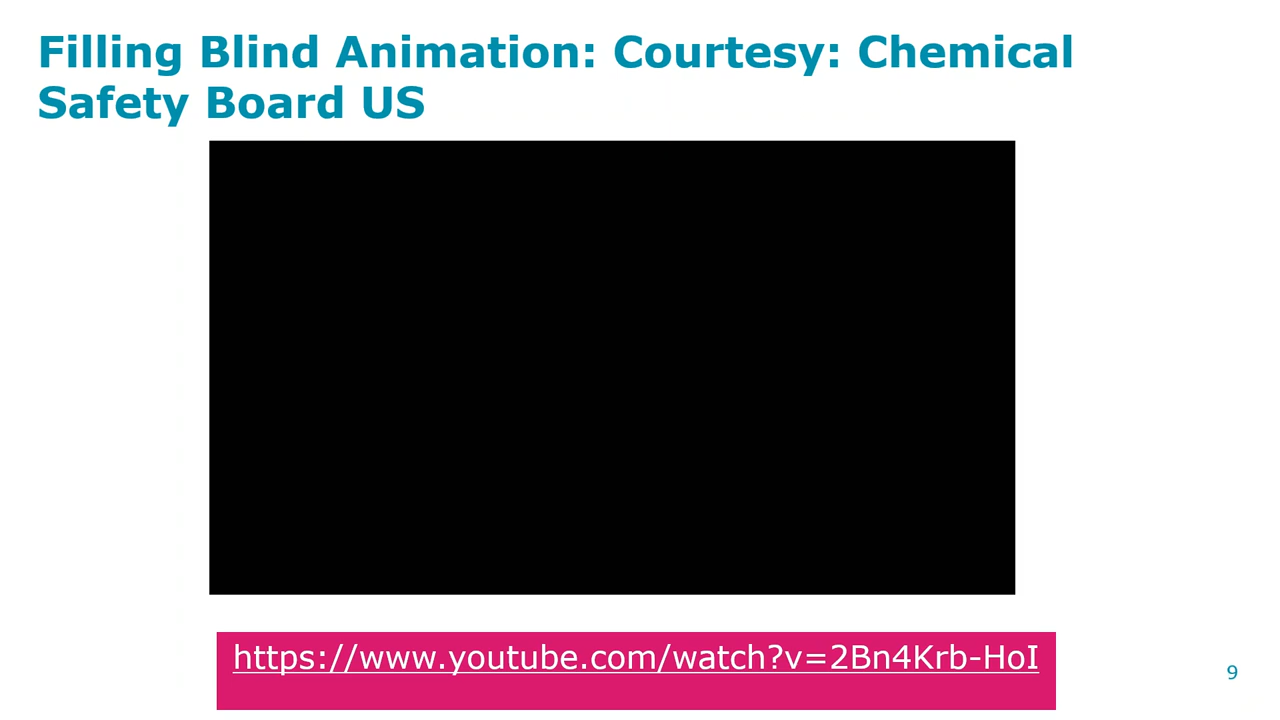 Filling Blind Animation: Courtesy: Chemical
Safety Board US
https://www.youtube.com/watch?v=2Bn4Krb-HoI
9